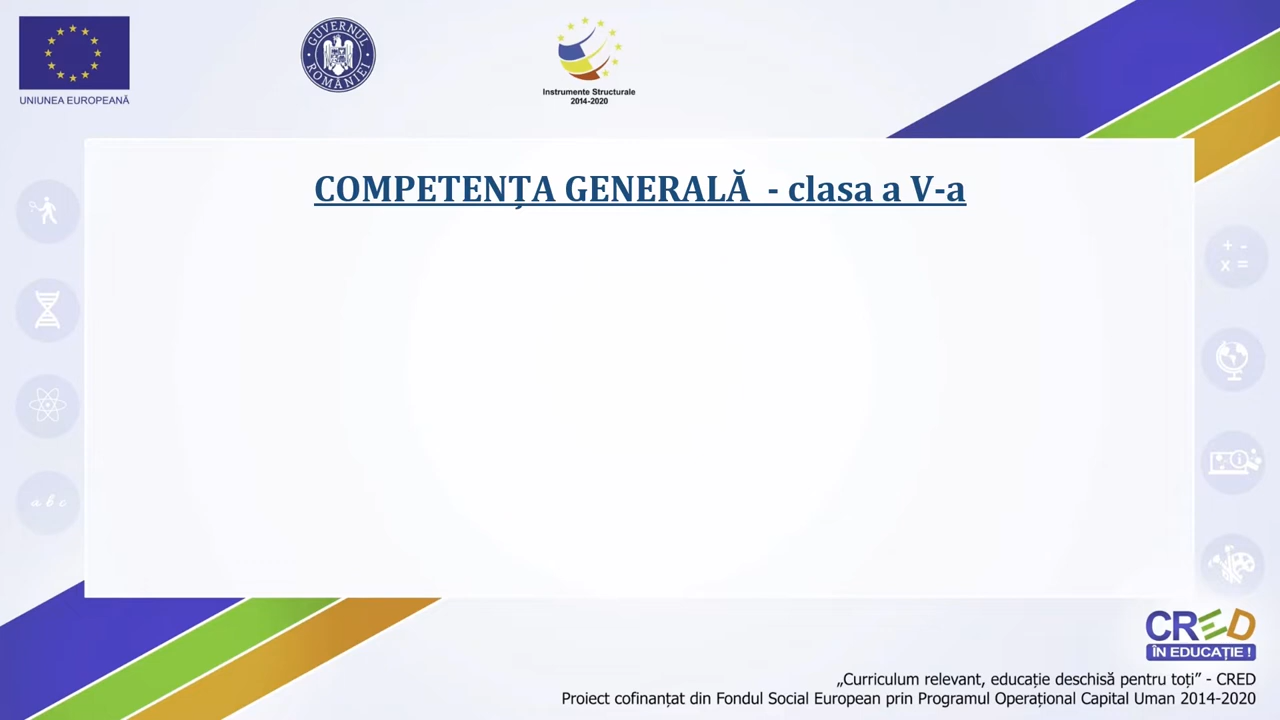 UNIUNEA EUROPEANĂ
GUVERNUL ROMÂNIEI
Instrumente Structurale
2014-2020
COMPETENȚA GENERALĂ - clasa a V-a
+ -
x =
a b c
CRED
ÎN EDUCAȚIE !
„Curriculum relevant, educație deschisă pentru toți” - CRED
Proiect cofinanțat din Fondul Social European prin Programul Operațional Capital Uman 2014-2020